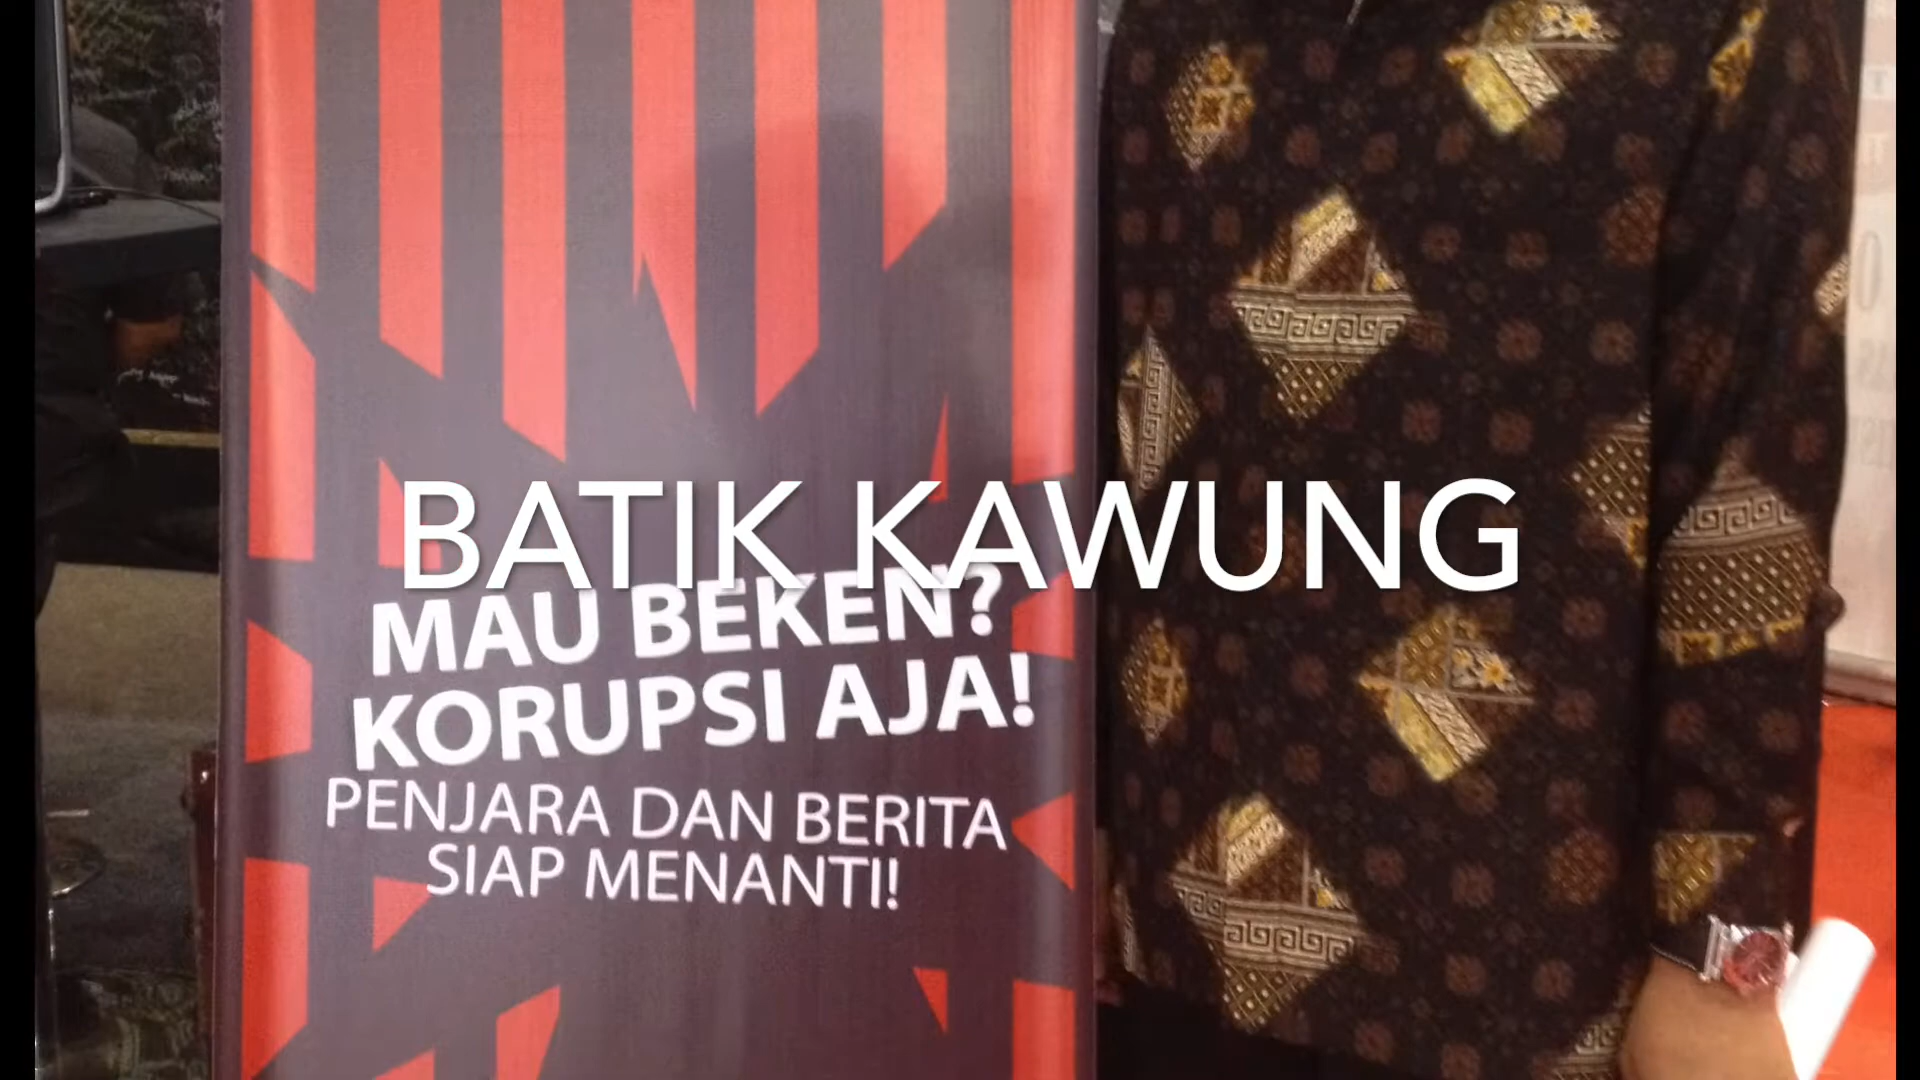 BATIK KAWUNG
MAU BEKEN?
KORUPSI AJA!
PENJARA DAN BERITA
SIAP MENANTI!